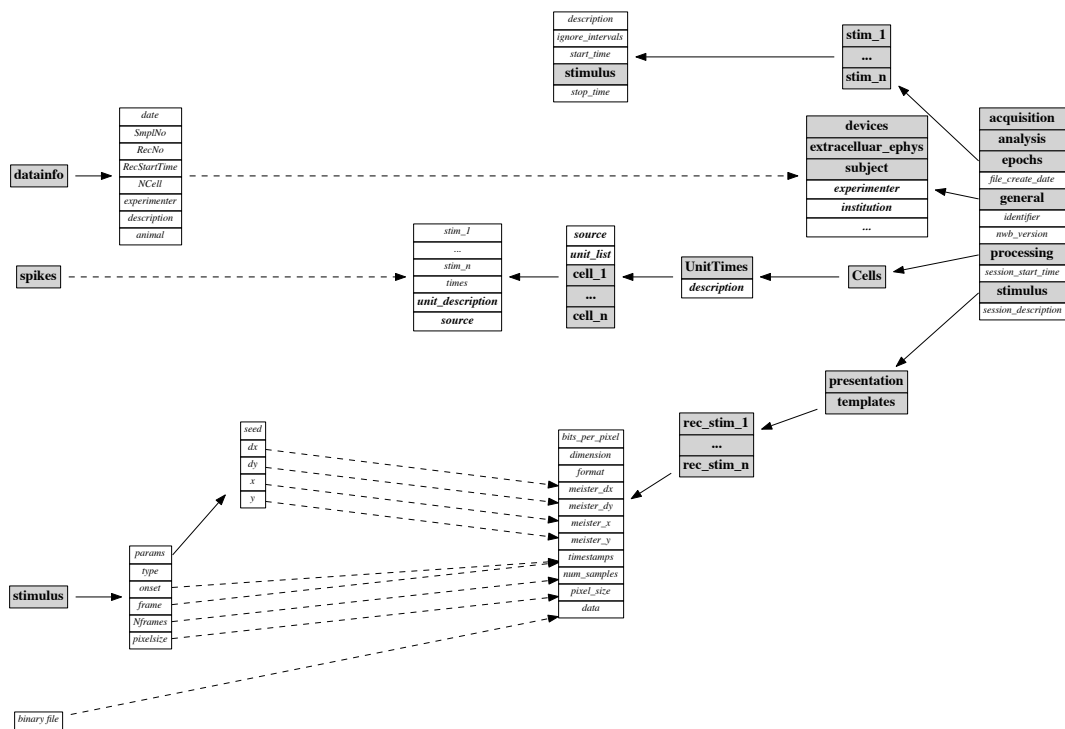 description
ignore_intervals
start_time
stimulus
stop_time
stim_1
...
stim_n
date
SmplNo
RecNo
RecStartTime
NCell
experimenter
description
animal
datainfo
devices
extracelluar_ephys
subject
experimenter
institution
...
acquisition
analysis
epochs
file_create_date
general
identifier
nwb_version
processing
session_start_time
stimulus
session_description
spikes
stim_1
...
stim_n
times
unit_description
source
source
unit_list
cell_1
...
cell_n
UnitTimes
description
Cells
presentation
templates
rec_stim_1
...
rec_stim_n
seed
dx
dy
x
y
bits_per_pixel
dimension
format
meister_dx
meister_dy
meister_x
meister_y
timestamps
num_samples
pixel_size
data
stimulus
params
type
onset
frame
Nframes
pixelsize
binary file